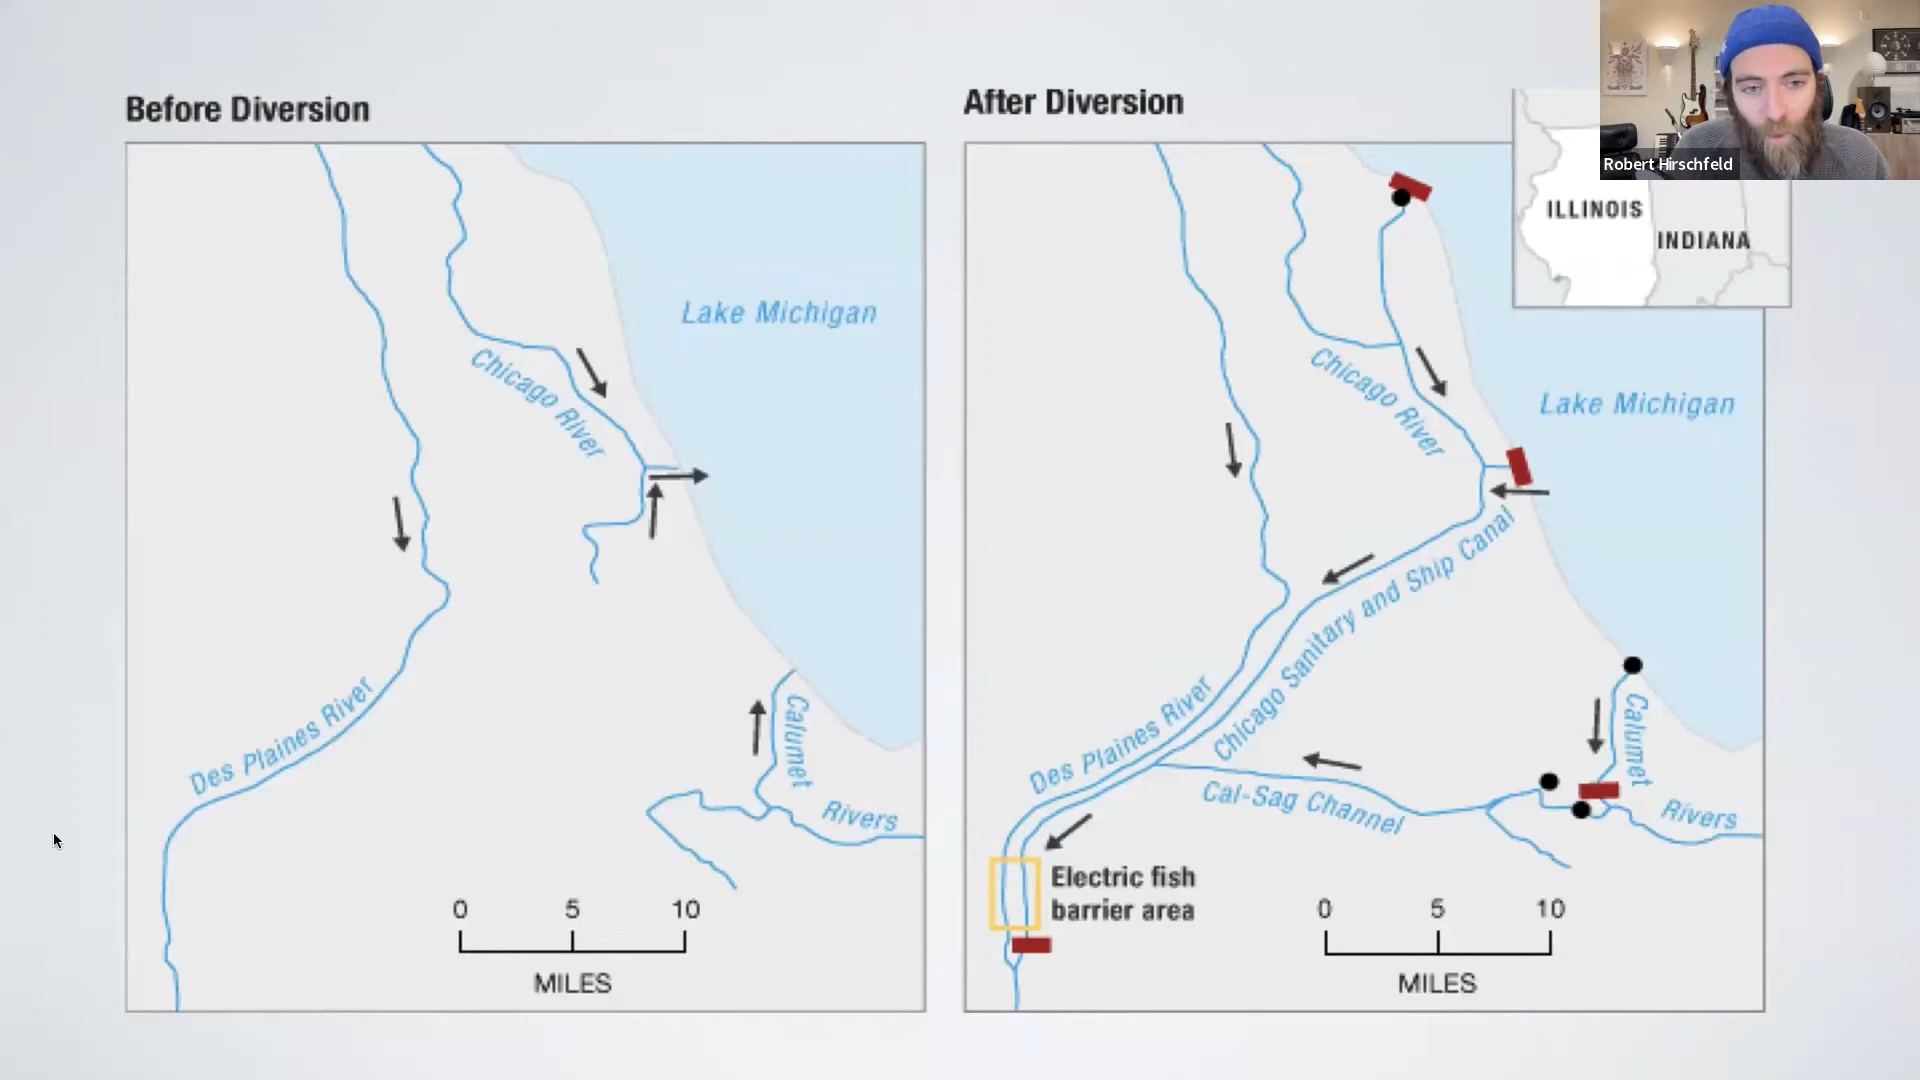 Before Diversion
Lake Michigan
Chicago River
Des Plaines River
Calumet
Rivers
0 5 10
MILES
After Diversion
ILLINOIS
INDIANA
Robert Hirschfeld
Lake Michigan
Chicago River
Chicago Sanitary and Ship Canal
Des Plaines River
Cal-Sag Channel
Calumet
Rivers
Electric fish
barrier area
0 5 10
MILES